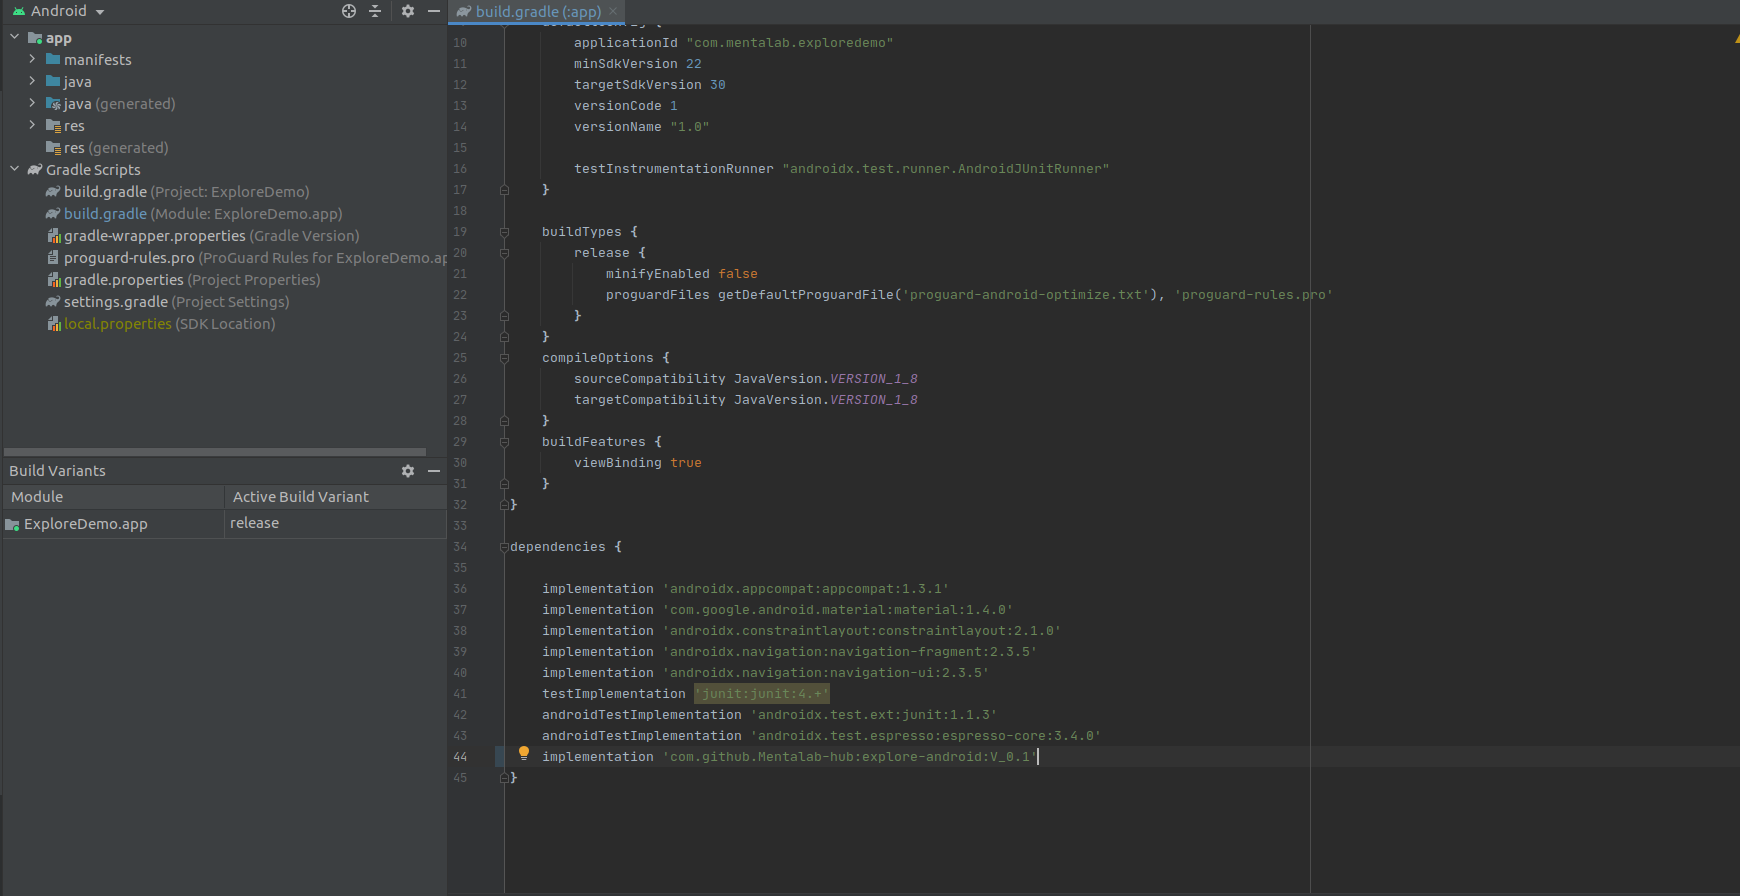 Android
app
manifests
java
java (generated)
res
res (generated)
Gradle Scripts
build.gradle (Project: ExploreDemo)
build.gradle (Module: ExploreDemo.app)
gradle-wrapper.properties (Gradle Version)
proguard-rules.pro (ProGuard Rules for ExploreDemo.ap
gradle.properties (Project Properties)
settings.gradle (Project Settings)
local.properties (SDK Location)
Build Variants
Module Active Build Variant
ExploreDemo.app release
build.gradle (:app)
10 applicationId "com.mentalab.exploredemo"
11 minSdkVersion 22
12 targetSdkVersion 30
13 versionCode 1
14 versionName "1.0"
15
16 testInstrumentationRunner "androidx.test.runner.AndroidJUnitRunner"
17 }
18
19 buildTypes {
20 release {
21 minifyEnabled false
22 proguardFiles getDefaultProguardFile('proguard-android-optimize.txt'), 'proguard-rules.pro'
23 }
24 }
25 compileOptions {
26 sourceCompatibility JavaVersion.VERSION_1_8
27 targetCompatibility JavaVersion.VERSION_1_8
28 }
29 buildFeatures {
30 viewBinding true
31 }
32 }
33
34 dependencies {
35
36 implementation 'androidx.appcompat:appcompat:1.3.1'
37 implementation 'com.google.android.material:material:1.4.0'
38 implementation 'androidx.constraintlayout:constraintlayout:2.1.0'
39 implementation 'androidx.navigation:navigation-fragment:2.3.5'
40 implementation 'androidx.navigation:navigation-ui:2.3.5'
41 testImplementation 'junit:junit:4.+'
42 androidTestImplementation 'androidx.test.ext:junit:1.1.3'
43 androidTestImplementation 'androidx.test.espresso:espresso-core:3.4.0'
44 implementation 'com.github.Mentalab-hub:explore-android:V_0.1'
45 }